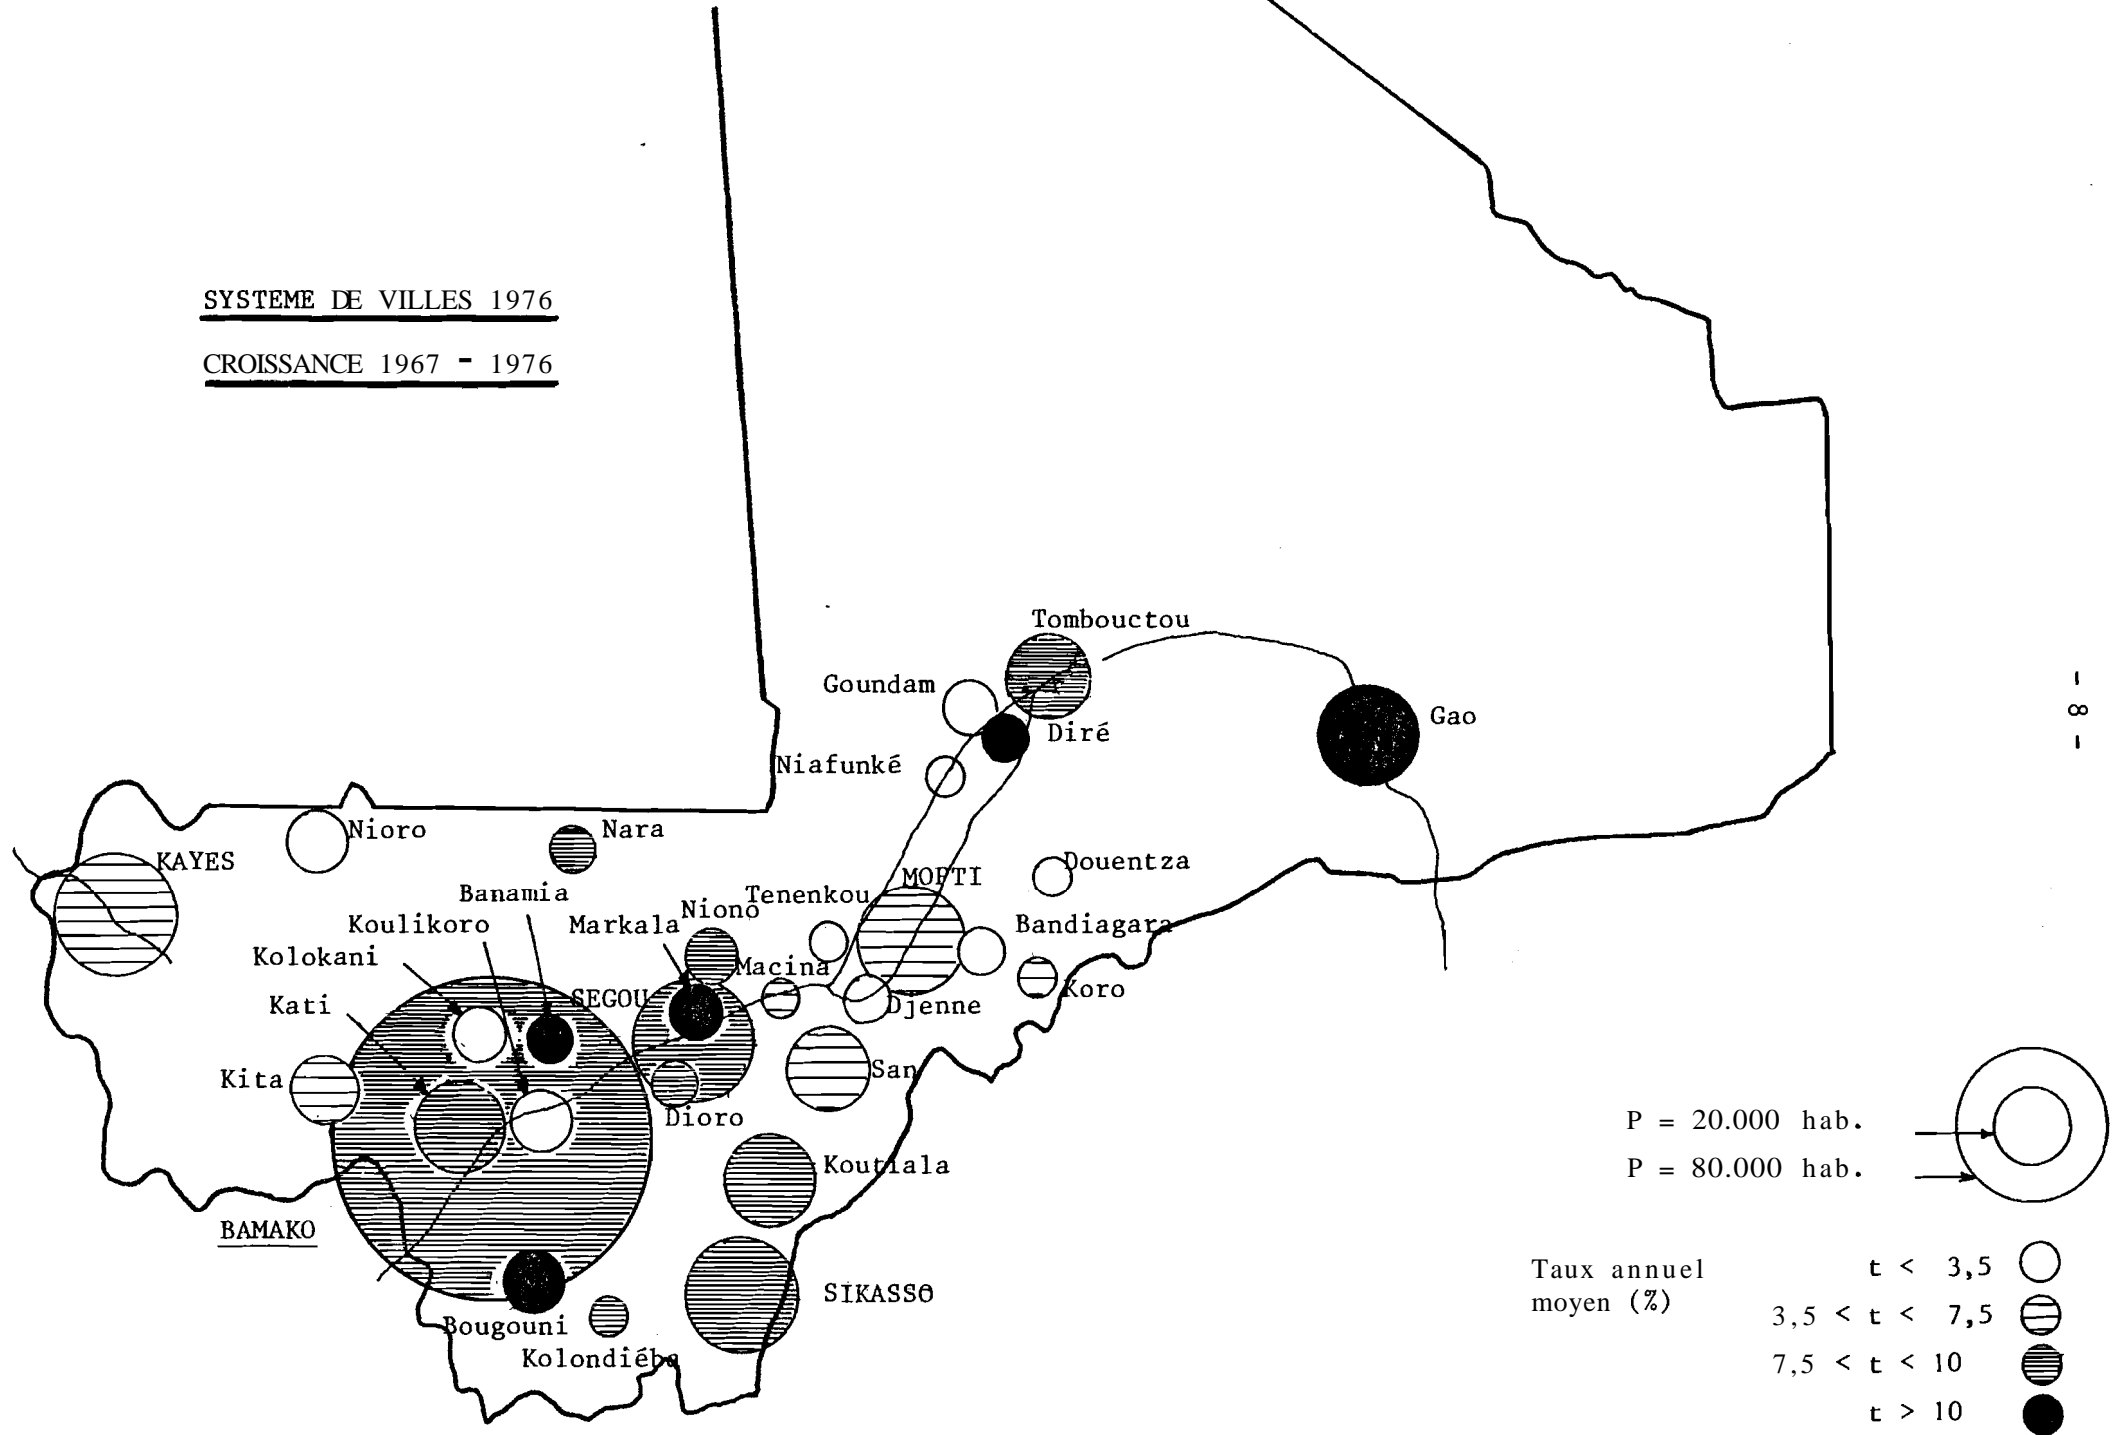 SYSTEME DE VILLES 1976
CROISSANCE 1967 - 1976
- 8 -
Tombouctou
Goundam
Diré
Gao
Niafunké
Nioro
Nara
KAYES
Douentza
MOPTI
Banamia
Tenenkou
Niono
Koulikoro
Markala
Bandiagara
Kolokani
Macina
Kati
SEGOU
Djenne
Koro
Kita
San
Dioro
Koutiala
BAMAKO
SIKASSO
Bougouni
Kolondiéba
P = 20.000 hab.
P = 80.000 hab.
Taux annuel
moyen (%)
t < 3,5
3,5 < t < 7,5
7,5 < t < 10
t > 10